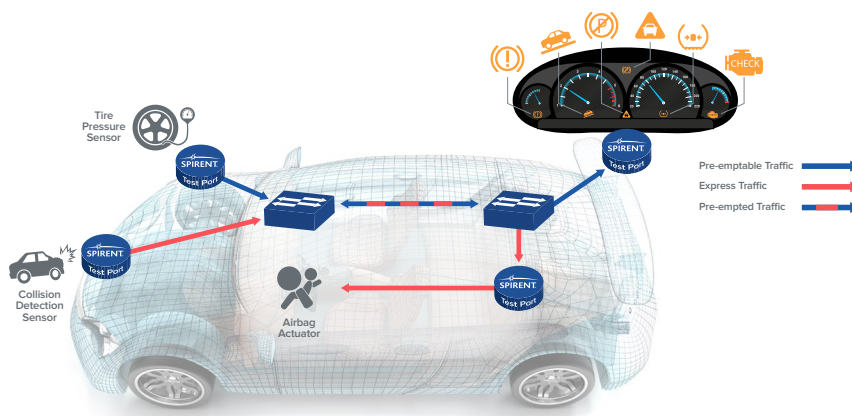 CHECK
Tire
Pressure
Sensor
SPIRENT
Test Port
SPIRENT
Test Port
Pre-emptable Traffic
Express Traffic
Pre-empted Traffic
SPIRENT
Test Port
Collision
Detection
Sensor
SPIRENT
Test Port
Airbag
Actuator